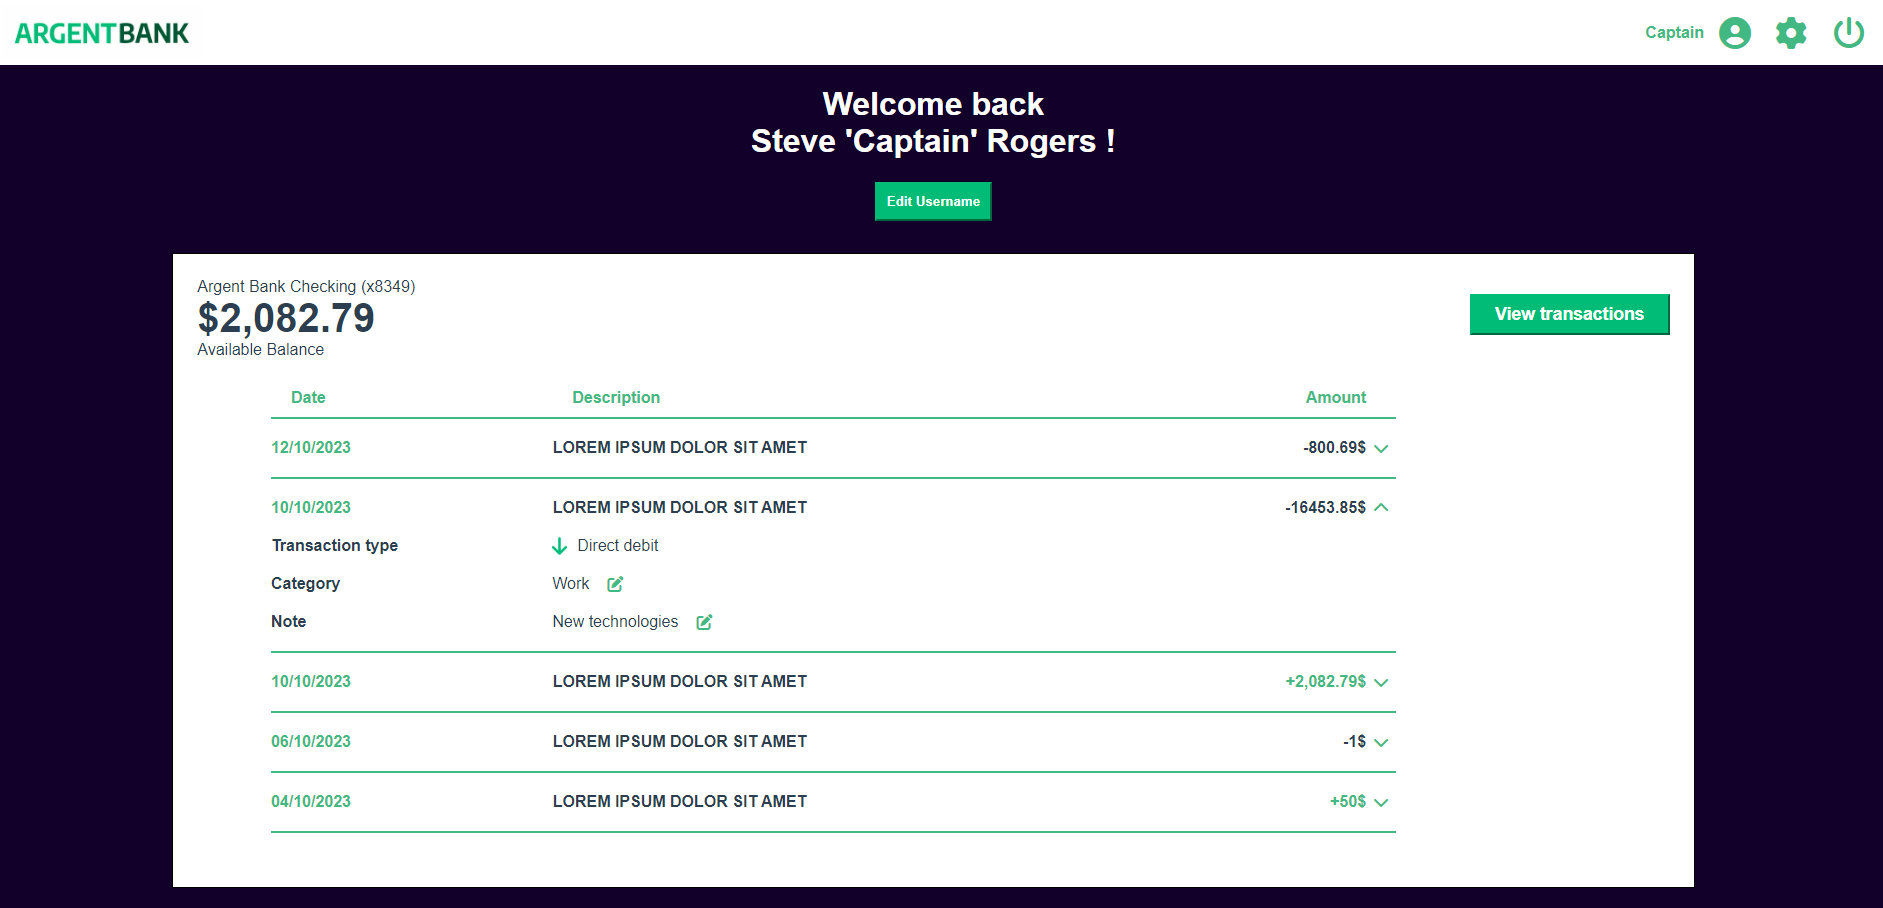 ARGENTBANK
Captain
Welcome back
Steve 'Captain' Rogers !
Edit Username
Argent Bank Checking (x8349)
$2,082.79
Available Balance
View transactions
Date Description Amount
12/10/2023 LOREM IPSUM DOLOR SIT AMET -800.69$
10/10/2023 LOREM IPSUM DOLOR SIT AMET -16453.85$
Transaction type Direct debit
Category Work
Note New technologies
10/10/2023 LOREM IPSUM DOLOR SIT AMET +2,082.79$
06/10/2023 LOREM IPSUM DOLOR SIT AMET -1$
04/10/2023 LOREM IPSUM DOLOR SIT AMET +50$